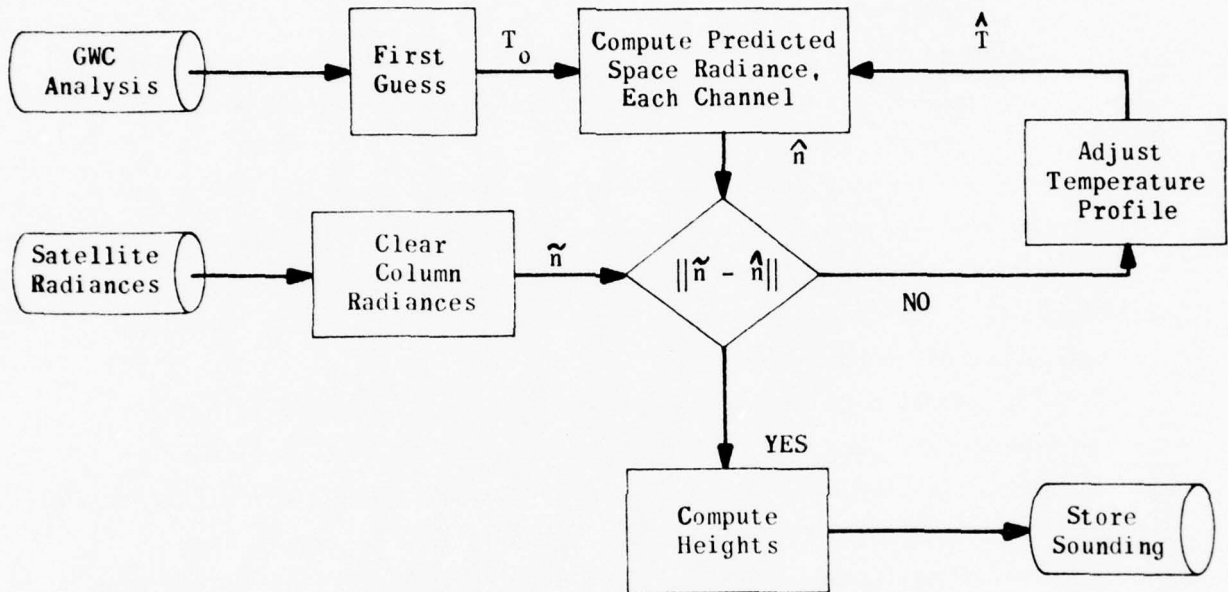 GWC
Analysis
First
Guess
T_o
Compute Predicted
Space Radiance,
Each Channel
T̂
n̂
Adjust
Temperature
Profile
Satellite
Radiances
Clear
Column
Radiances
ñ
||ñ - n̂||
NO
YES
Compute
Heights
Store
Sounding